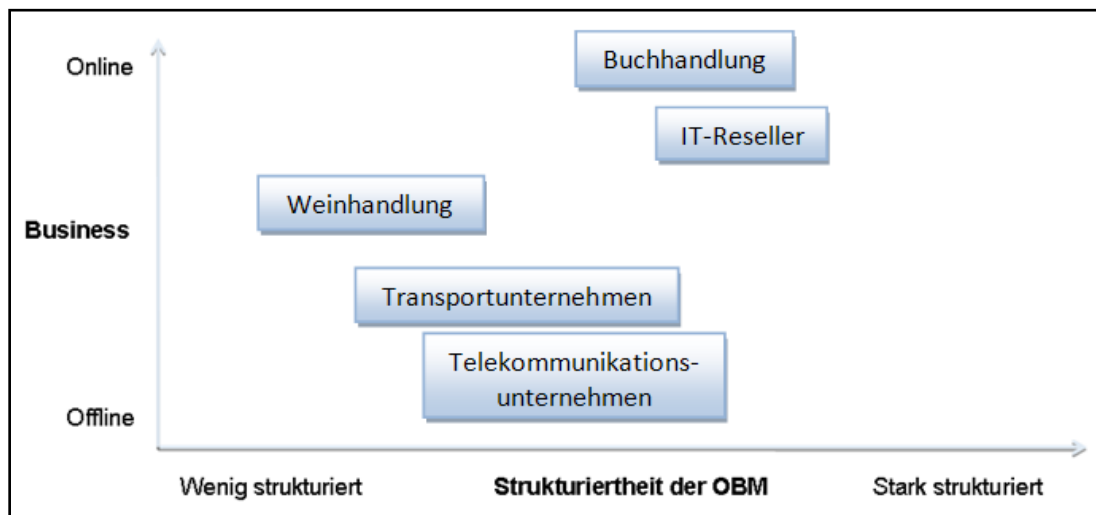 Online
Buchhandlung
IT-Reseller
Weinhandlung
Business
Transportunternehmen
Telekommunikations-
unternehmen
Offline
Wenig strukturiert
Strukturiertheit der OBM
Stark strukturiert